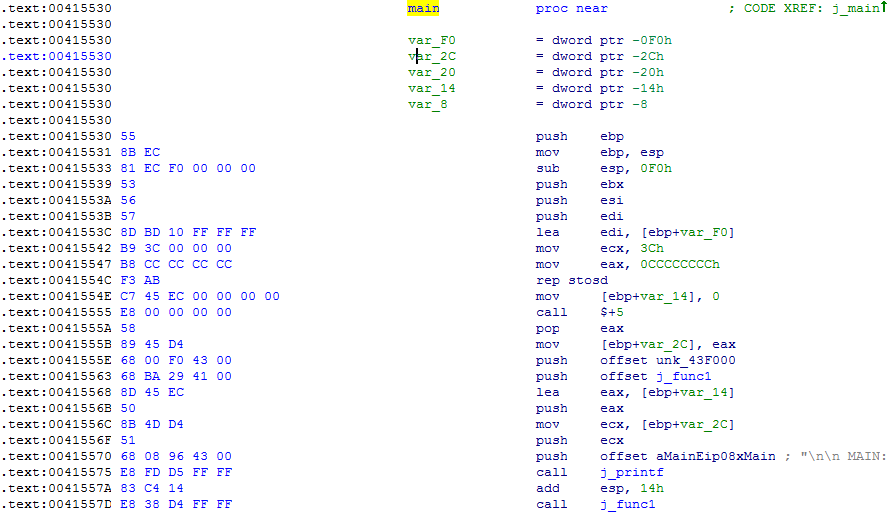 .text:00415530 main proc near ; CODE XREF: j_main↑
.text:00415530
.text:00415530 var_F0 = dword ptr -0F0h
.text:00415530 var_2C = dword ptr -2Ch
.text:00415530 var_20 = dword ptr -20h
.text:00415530 var_14 = dword ptr -14h
.text:00415530 var_8 = dword ptr -8
.text:00415530
.text:00415530 55 push ebp
.text:00415531 8B EC mov ebp, esp
.text:00415533 81 EC F0 00 00 00 sub esp, 0F0h
.text:00415539 53 push ebx
.text:0041553A 56 push esi
.text:0041553B 57 push edi
.text:0041553C 8D BD 10 FF FF FF lea edi, [ebp+var_F0]
.text:00415542 B9 3C 00 00 00 mov ecx, 3Ch
.text:00415547 B8 CC CC CC CC mov eax, 0CCCCCCCCh
.text:0041554C F3 AB rep stosd
.text:0041554E C7 45 EC 00 00 00 00 mov [ebp+var_14], 0
.text:00415555 E8 00 00 00 00 call $+5
.text:0041555A 58 pop eax
.text:0041555B 89 45 D4 mov [ebp+var_2C], eax
.text:0041555E 68 00 F0 43 00 push offset unk_43F000
.text:00415563 68 BA 29 41 00 push offset j_func1
.text:00415568 8D 45 EC lea eax, [ebp+var_14]
.text:0041556B 50 push eax
.text:0041556C 8B 4D D4 mov ecx, [ebp+var_2C]
.text:0041556F 51 push ecx
.text:00415570 68 08 96 43 00 push offset aMainEip08xMain ; "\n\n MAIN:
.text:00415575 E8 FD D5 FF FF call j_printf
.text:0041557A 83 C4 14 add esp, 14h
.text:0041557D E8 38 D4 FF FF call j_func1